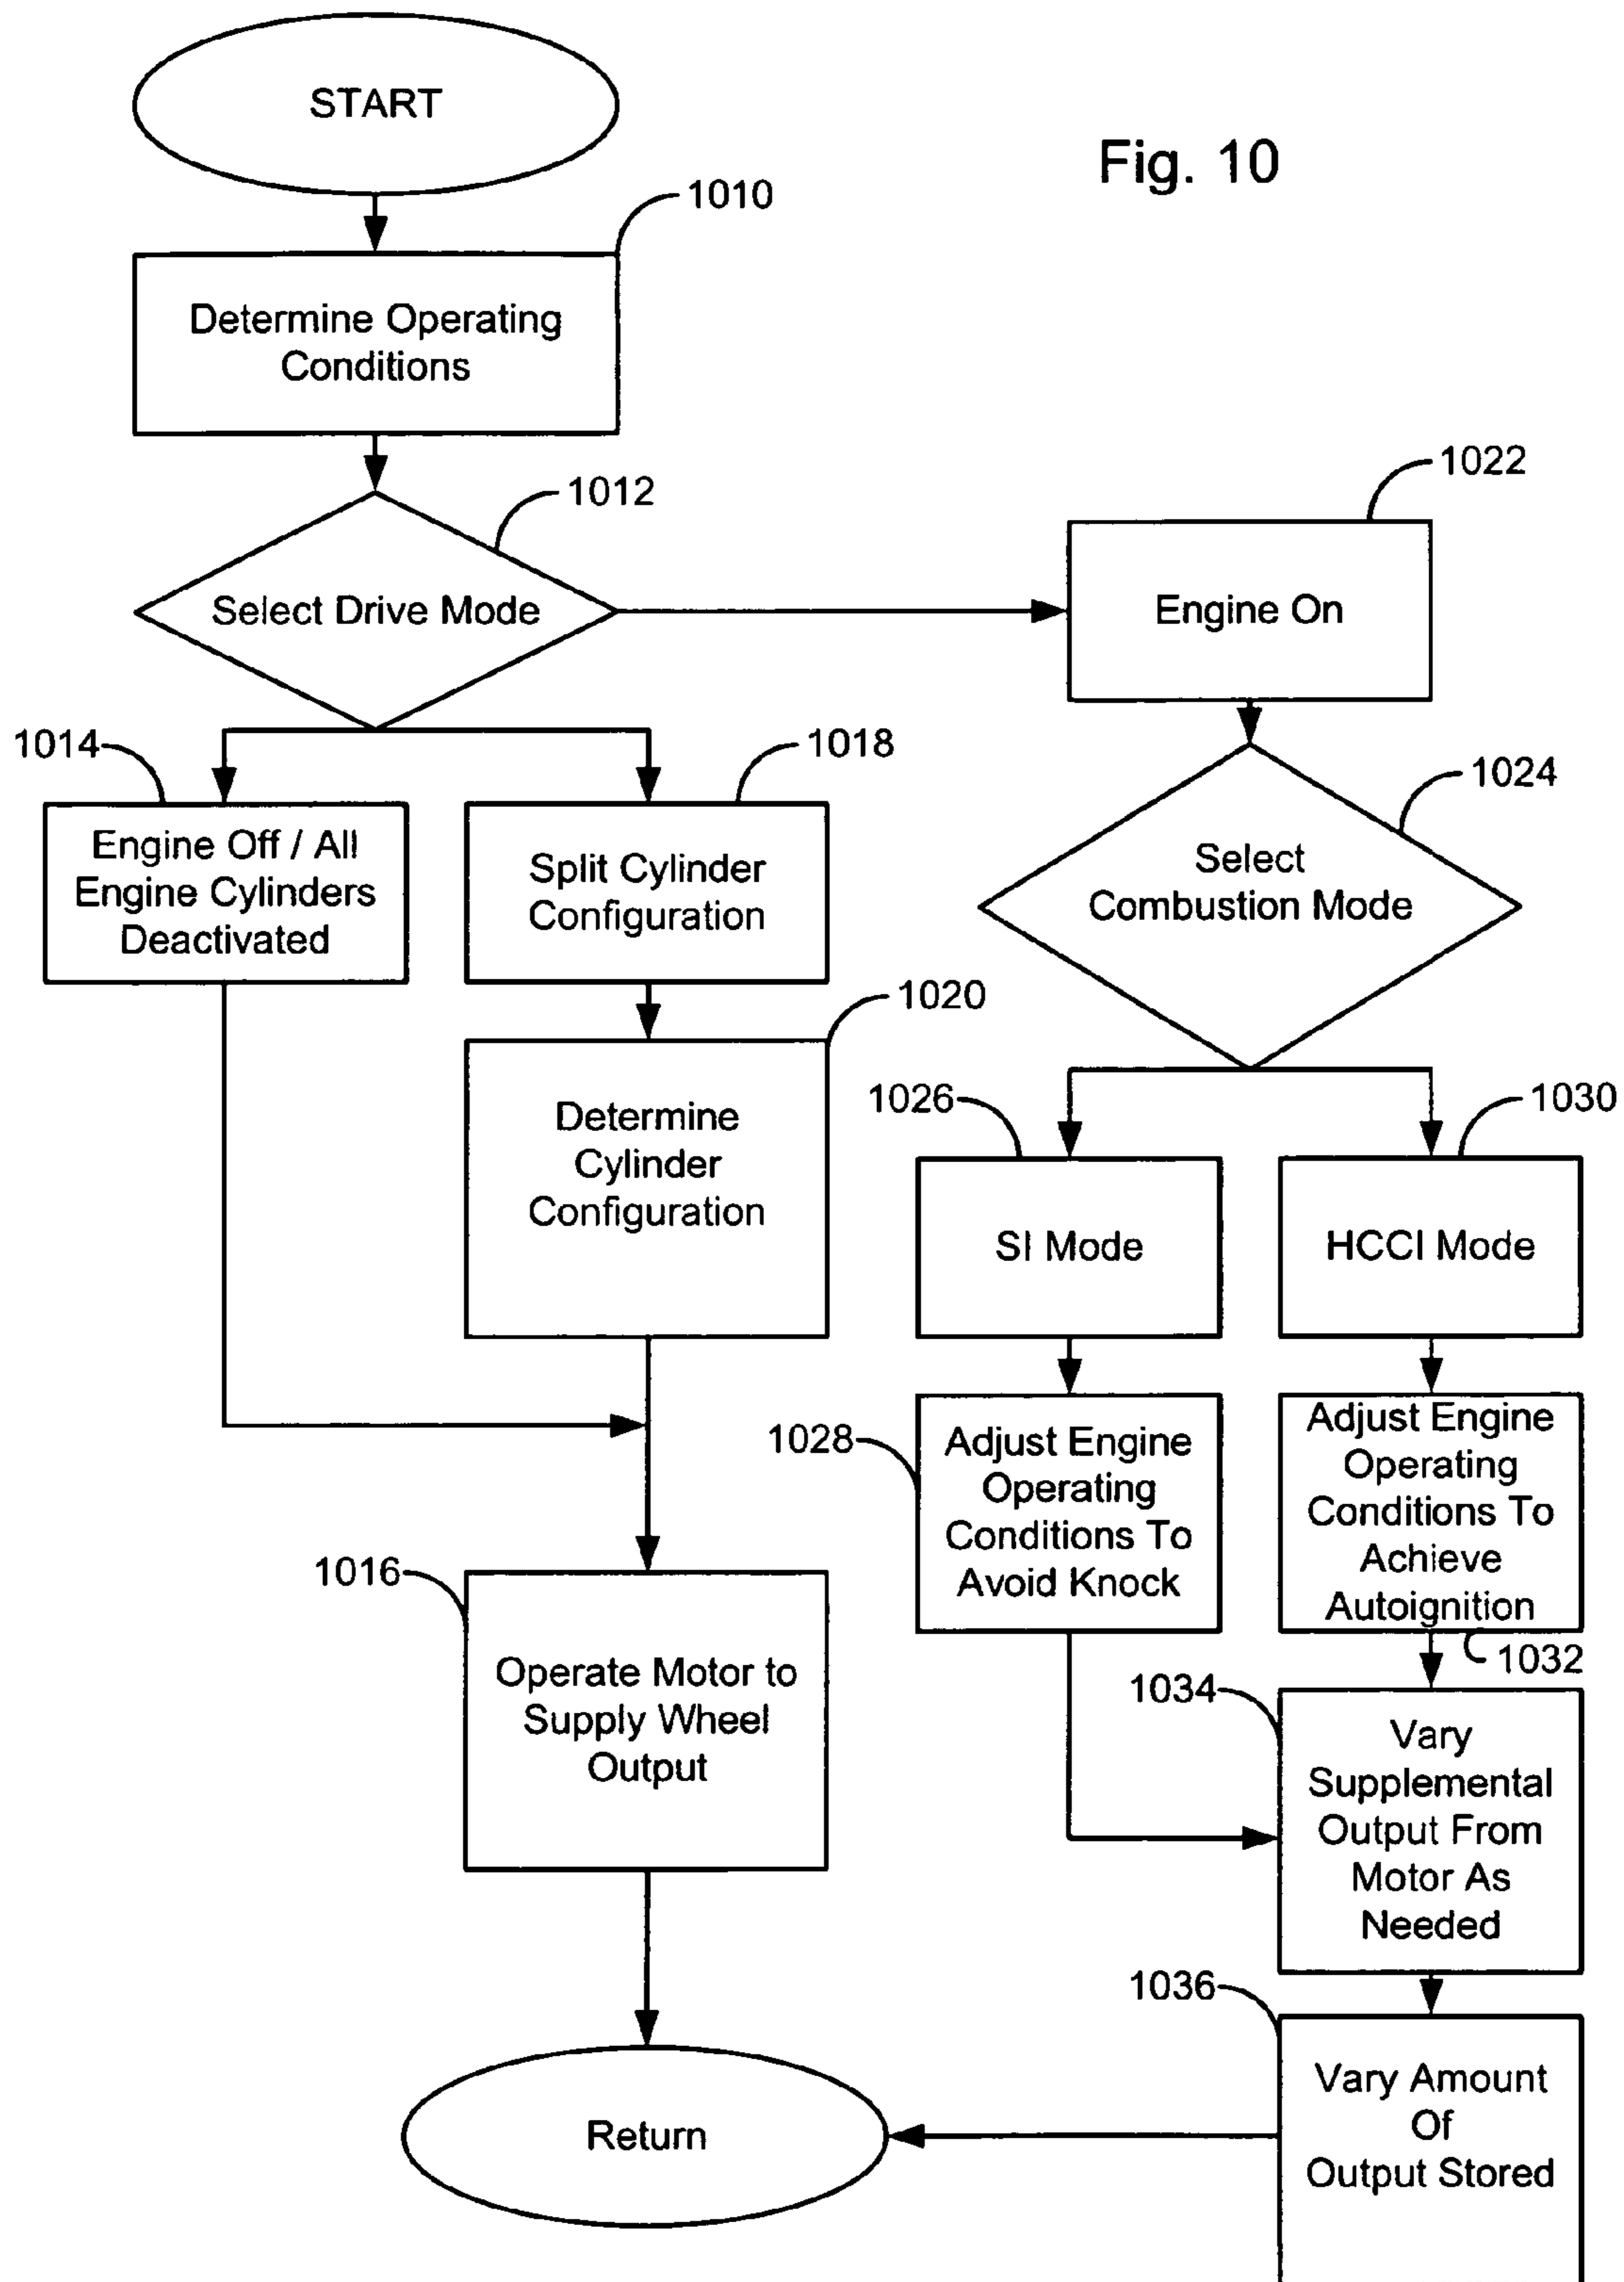 START
Fig. 10
1010
Determine Operating
Conditions
1012
Select Drive Mode
1022
Engine On
1014
Engine Off / All
Engine Cylinders
Deactivated
1018
Split Cylinder
Configuration
1024
Select
Combustion Mode
1020
Determine
Cylinder
Configuration
1026
SI Mode
1030
HCCI Mode
1028
Adjust Engine
Operating
Conditions To
Avoid Knock
Adjust Engine
Operating
Conditions To
Achieve
Autoignition
1032
1016
Operate Motor to
Supply Wheel
Output
1034
Vary
Supplemental
Output From
Motor As
Needed
1036
Vary Amount
Of
Output Stored
Return